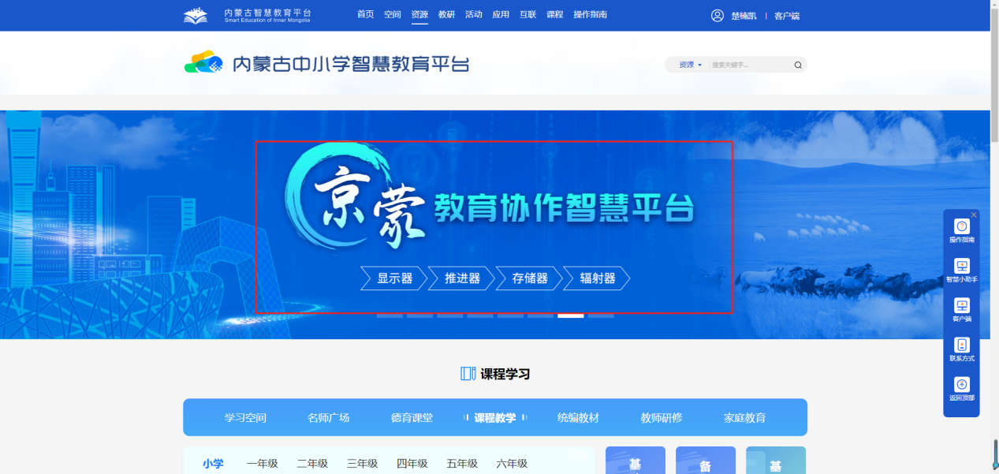 内蒙古智慧教育平台
Smart Education of Inner Mongolia
首页 空间 资源 教研 活动 应用 互联 课程 操作指南
楚楠凯 | 客户端
内蒙古中小学智慧教育平台
资源 搜索关键字...
京蒙 教育协作智慧平台
显示器 推进器 存储器 辐射器
操作指南
智慧小助手
客户端
联系方式
返回顶部
课程学习
学习空间 名师广场 德育课堂 课程教学 统编教材 教师研修 家庭教育
小学 一年级 二年级 三年级 四年级 五年级 六年级
基 备 基